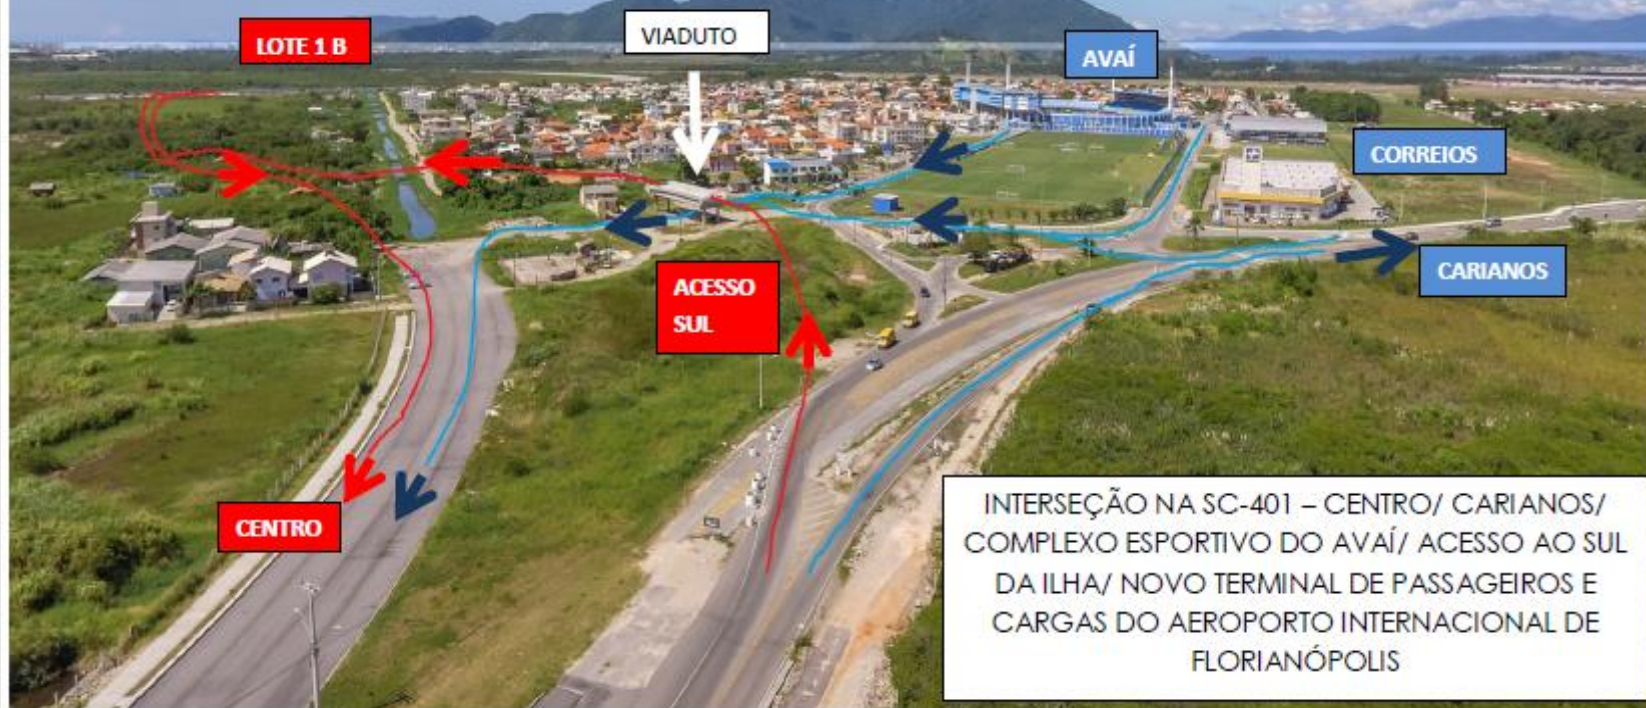 LOTE 1 B
VIADUTO
AVAÍ
CORREIOS
CARIANOS
ACESSO
SUL
CENTRO
INTERSEÇÃO NA SC-401 – CENTRO/ CARIANOS/
COMPLEXO ESPORTIVO DO AVAÍ/ ACESSO AO SUL
DA ILHA/ NOVO TERMINAL DE PASSAGEIROS E
CARGAS DO AEROPORTO INTERNACIONAL DE
FLORIANÓPOLIS